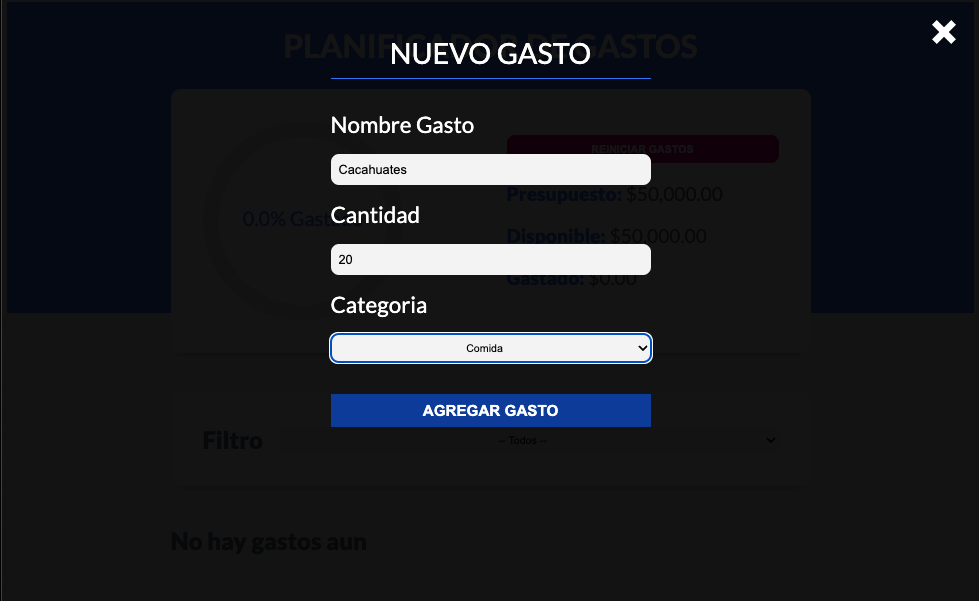 PLANIFICADOR DE GASTOS
NUEVO GASTO
Nombre Gasto
REINICIAR GASTOS
Cacahuates
Presupuesto: $50,000.00
0.0% Gastado
Cantidad
Disponible: $50,000.00
20
Gastado: $0.00
Categoria
Comida
AGREGAR GASTO
Filtro
-- Todos --
No hay gastos aun